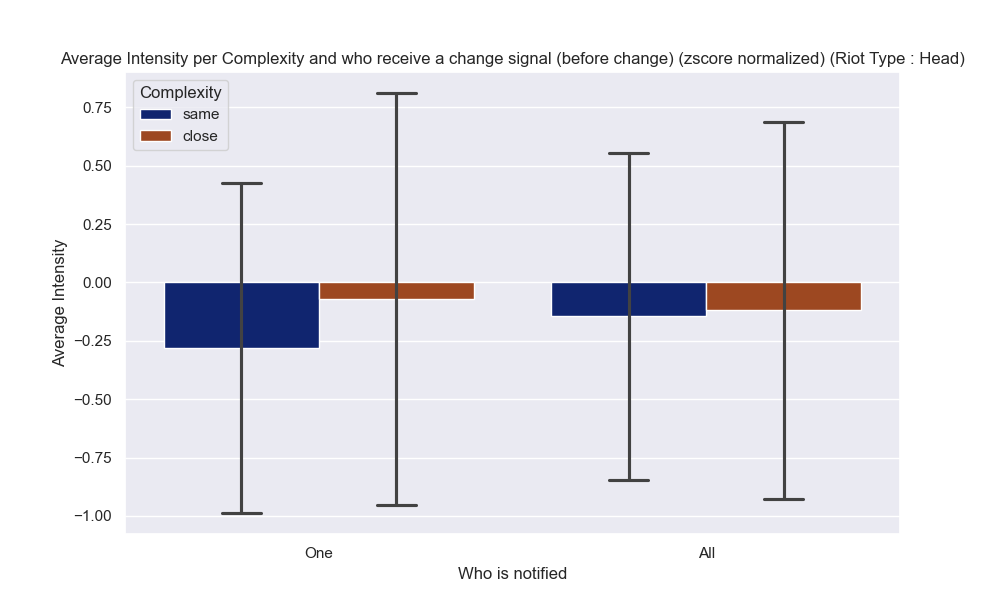 Average Intensity per Complexity and who receive a change signal (before change) (zscore normalized) (Riot Type : Head)
Complexity
same
close
0.75
0.50
0.25
0.00
−0.25
−0.50
−0.75
−1.00
Average Intensity
One
All
Who is notified